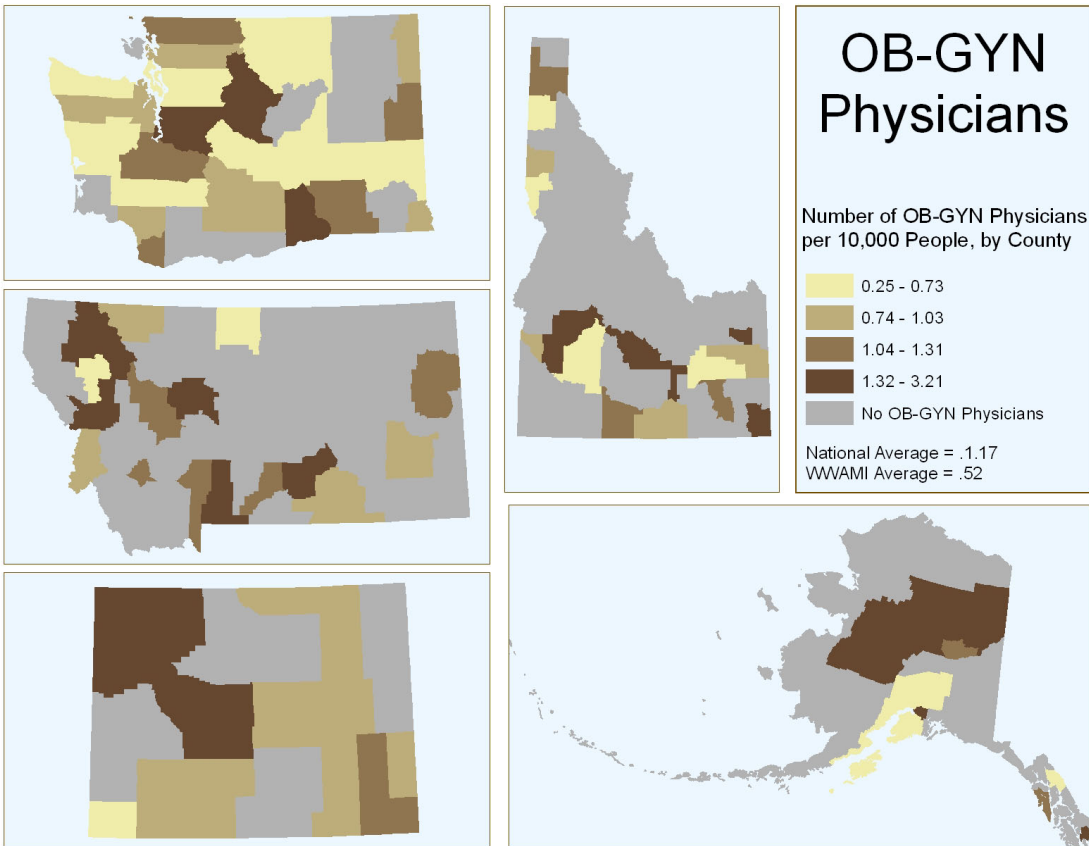 OB-GYN
Physicians
Number of OB-GYN Physicians
per 10,000 People, by County
0.25 - 0.73
0.74 - 1.03
1.04 - 1.31
1.32 - 3.21
No OB-GYN Physicians
National Average = .1.17
WWAMI Average = .52